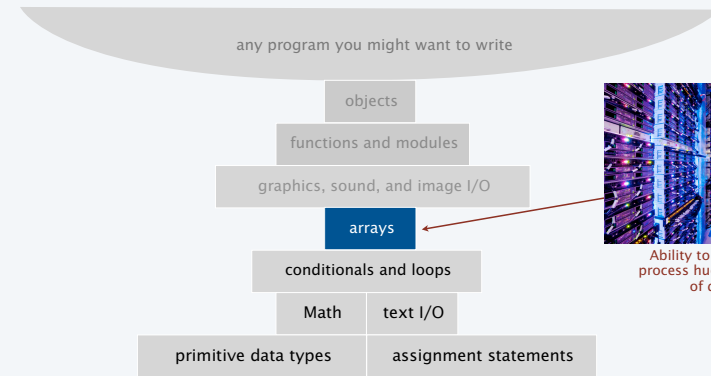 any program you might want to write
objects
functions and modules
graphics, sound, and image I/O
arrays
conditionals and loops
Math text I/O
primitive data types assignment statements
Ability to
process hu
of